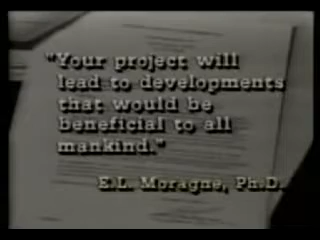 "Your project will
lead to developments
that would be
beneficial to all
mankind."
E.L. Moragne, Ph.D.